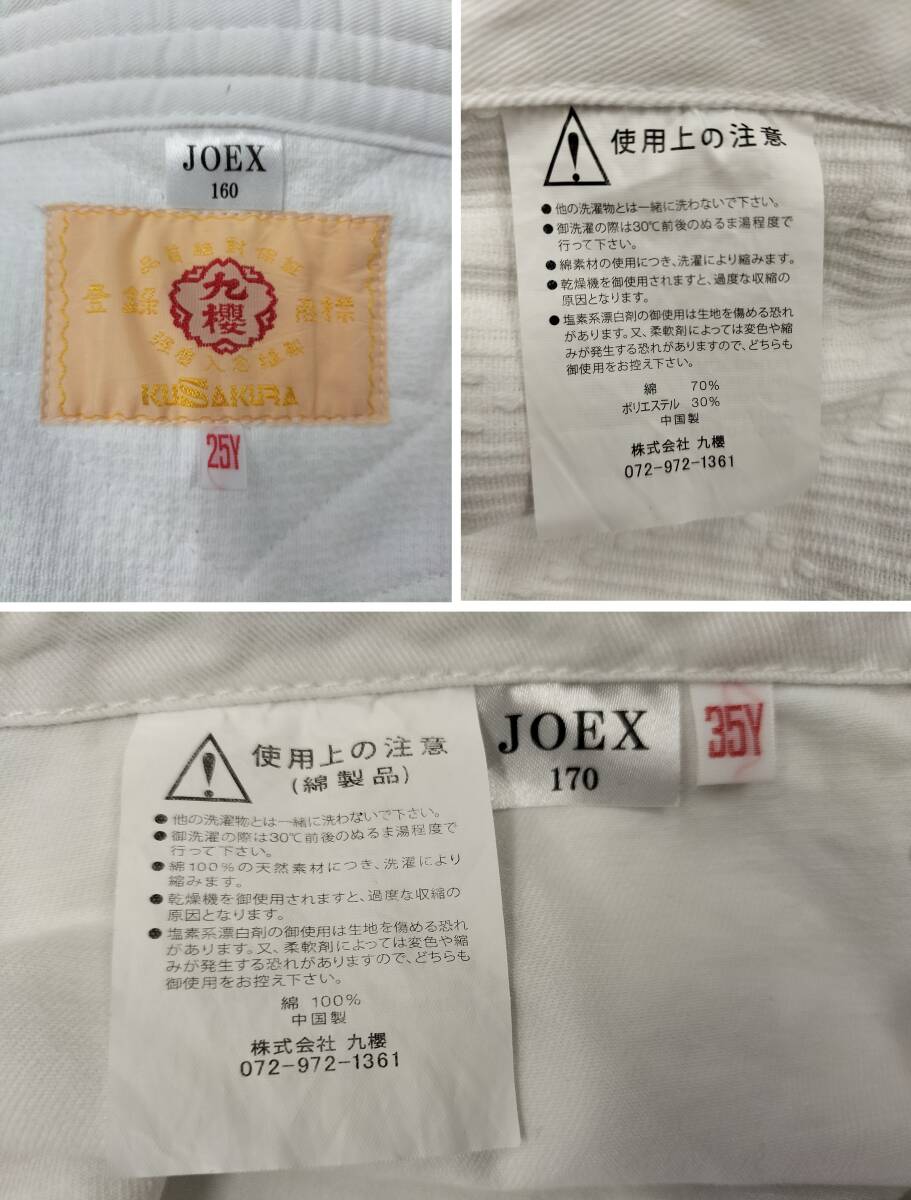 JOEX
160
品質絶対保証
登録 九櫻 商標
KUSAKURA
25Y
使用上の注意
● 他の洗濯物とは一緒に洗わないで下さい。
● 御洗濯の際は30℃前後のぬるま湯程度で
行って下さい。
● 綿素材の使用につき、洗濯により縮みます。
● 乾燥機を御使用されますと、過度な収縮の
原因となります。
● 塩素系漂白剤の御使用は生地を傷める恐れ
があります。又、柔軟剤によっては変色や縮
みが発生する恐れがありますので、どちらも
御使用をお控え下さい。
綿 70%
ポリエステル 30%
中国製
株式会社 九櫻
072-972-1361
使用上の注意
(綿製品)
● 他の洗濯物とは一緒に洗わないで下さい。
● 御洗濯の際は30℃前後のぬるま湯程度で
行って下さい。
● 綿100%の天然素材につき、洗濯により
縮みます。
● 乾燥機を御使用されますと、過度な収縮の
原因となります。
● 塩素系漂白剤の御使用は生地を傷める恐れ
があります。又、柔軟剤によっては変色や縮
みが発生する恐れがありますので、どちらも
御使用をお控え下さい。
綿 100%
中国製
株式会社 九櫻
072-972-1361
JOEX
170
35Y